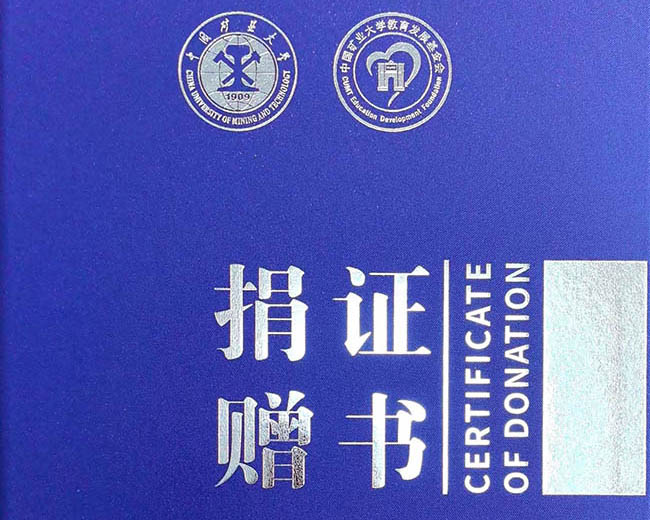 中国矿业大学
CHINA UNIVERSITY OF MINING AND TECHNOLOGY
1909
中国矿业大学教育发展基金会
CUMT Education Development Foundation
捐赠
证书
CERTIFICATE
OF DONATION